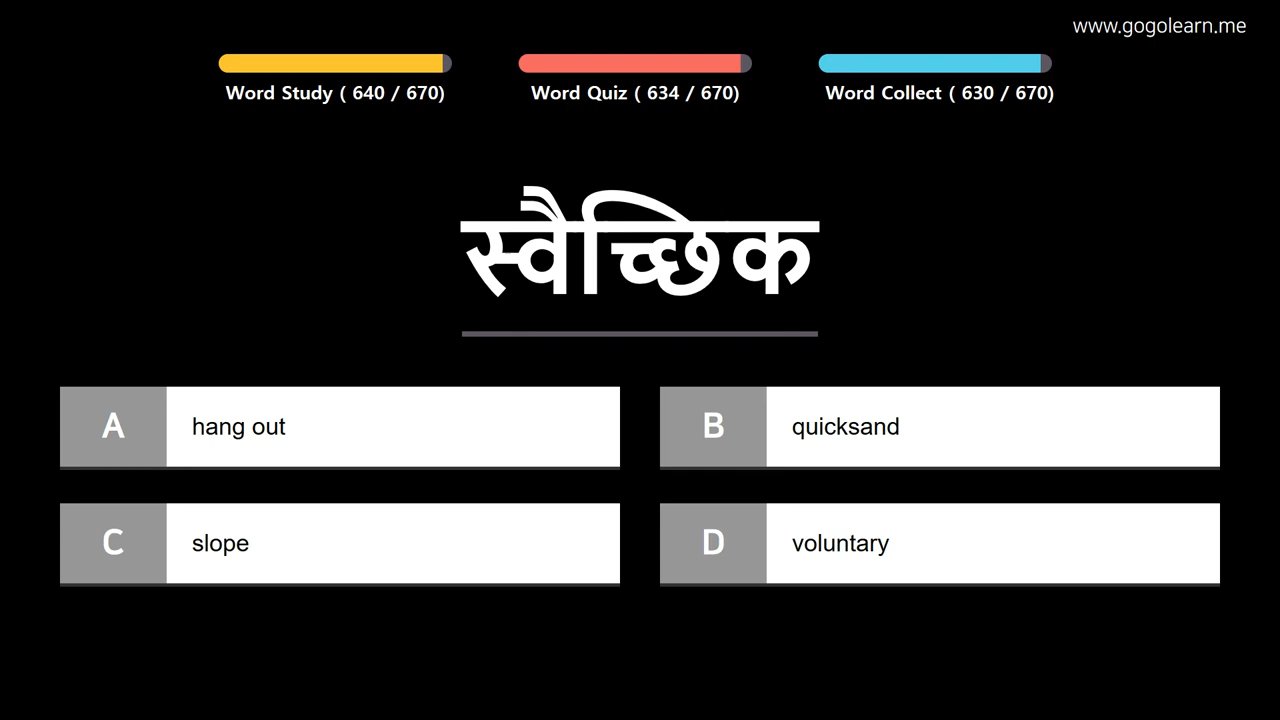 www.gogolearn.me
Word Study ( 640 / 670)
Word Quiz ( 634 / 670)
Word Collect ( 630 / 670)
स्वैच्छिक
A hang out
B quicksand
C slope
D voluntary